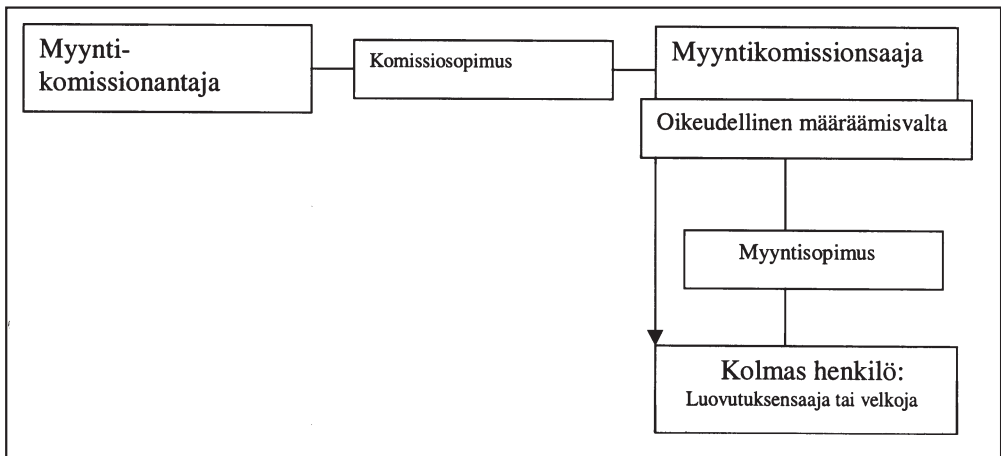 Myynti-
komissionantaja
Komissiosopimus
Myyntikomissionsaaja
Oikeudellinen määräämisvalta
Myyntisopimus
Kolmas henkilö:
Luovutuksensaaja tai velkoja